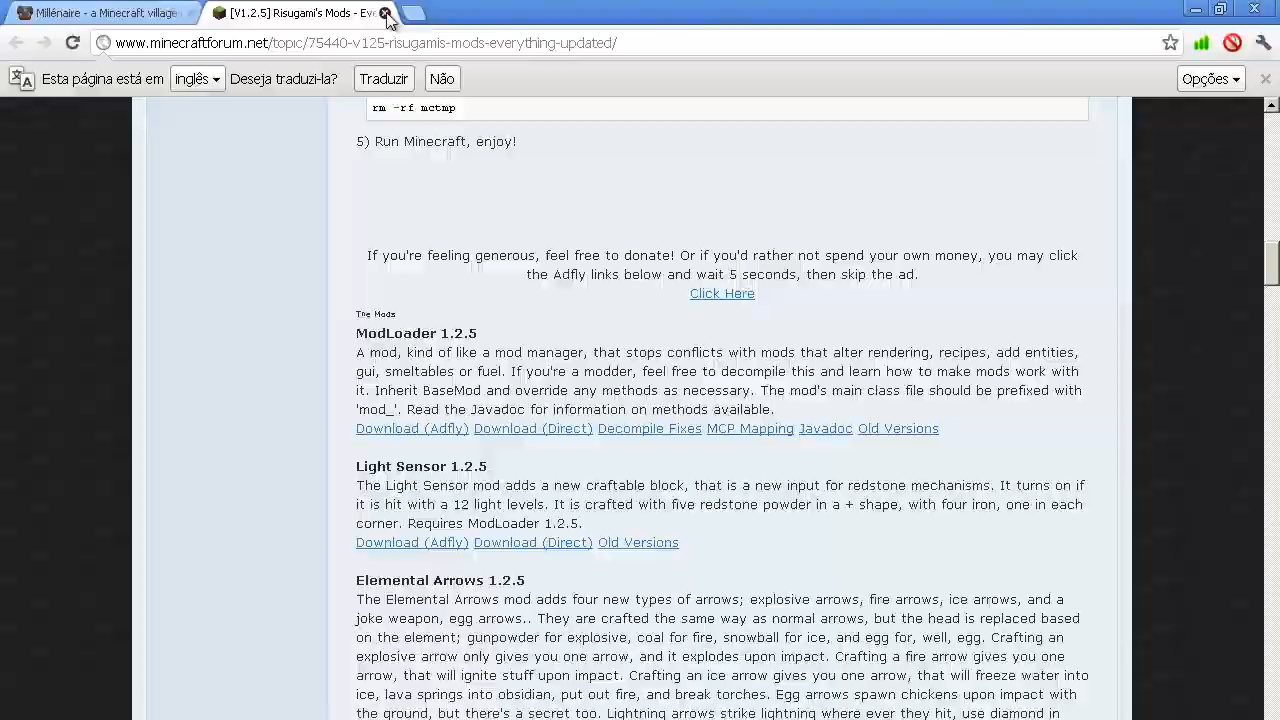 Millénaire - a Minecraft village
[V1.2.5] Risugami's Mods - Eve
www.minecraftforum.net/topic/75440-v125-risugamis-mods-everything-updated/
Esta página está em inglês Deseja traduzi-la? Traduzir Não Opções
rm -rf mctmp
5) Run Minecraft, enjoy!
If you're feeling generous, feel free to donate! Or if you'd rather not spend your own money, you may click
the Adfly links below and wait 5 seconds, then skip the ad.
Click Here
The Mods
ModLoader 1.2.5
A mod, kind of like a mod manager, that stops conflicts with mods that alter rendering, recipes, add entities,
gui, smeltables or fuel. If you're a modder, feel free to decompile this and learn how to make mods work with
it. Inherit BaseMod and override any methods as necessary. The mod's main class file should be prefixed with
'mod_'. Read the Javadoc for information on methods available.
Download (Adfly) Download (Direct) Decompile Fixes MCP Mapping Javadoc Old Versions
Light Sensor 1.2.5
The Light Sensor mod adds a new craftable block, that is a new input for redstone mechanisms. It turns on if
it is hit with a 12 light levels. It is crafted with five redstone powder in a + shape, with four iron, one in each
corner. Requires ModLoader 1.2.5.
Download (Adfly) Download (Direct) Old Versions
Elemental Arrows 1.2.5
The Elemental Arrows mod adds four new types of arrows; explosive arrows, fire arrows, ice arrows, and a
joke weapon, egg arrows.. They are crafted the same way as normal arrows, but the head is replaced based
on the element; gunpowder for explosive, coal for fire, snowball for ice, and egg for, well, egg. Crafting an
explosive arrow only gives you one arrow, and it explodes upon impact. Crafting a fire arrow gives you one
arrow, that will ignite stuff upon impact. Crafting an ice arrow gives you one arrow, that will freeze water into
ice, lava springs into obsidian, put out fire, and break torches. Egg arrows spawn chickens upon impact with
the ground, but there's a secret too. Lightning arrows strike lightning where ever they hit, use diamond in